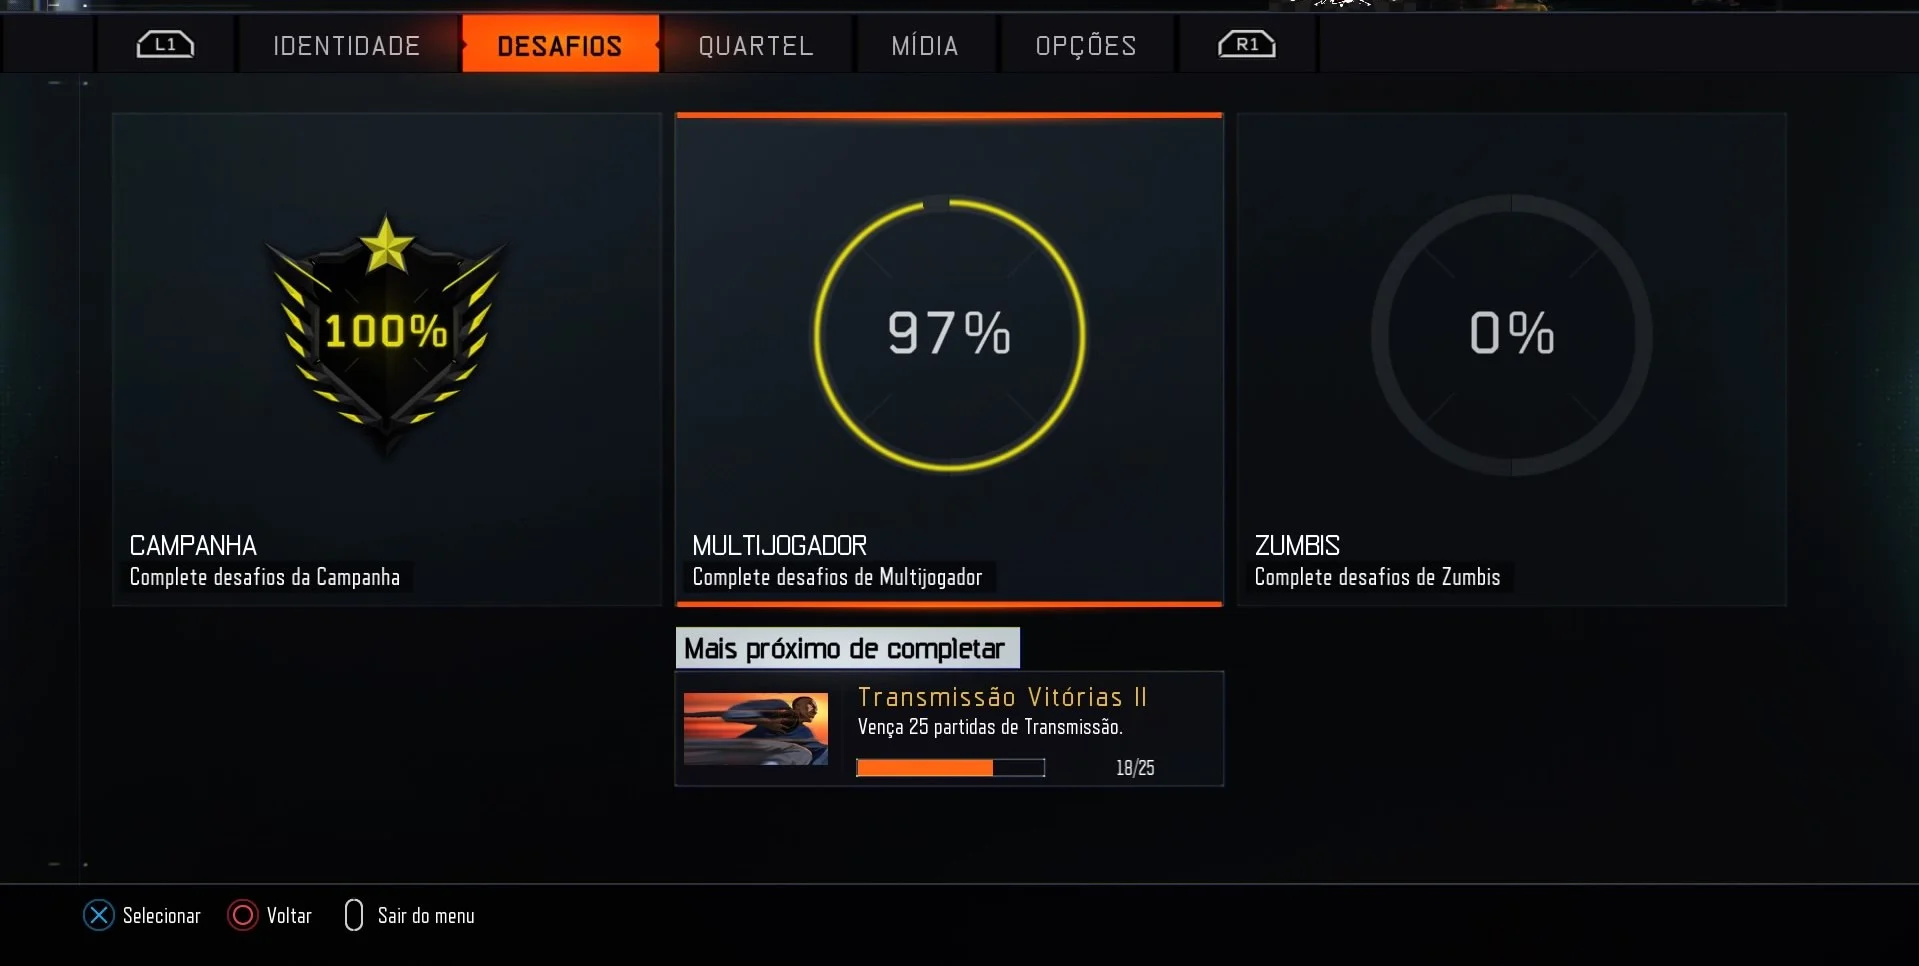 L1
IDENTIDADE
DESAFIOS
QUARTEL
MÍDIA
OPÇÕES
R1
100%
CAMPANHA
Complete desafios da Campanha
97%
MULTIJOGADOR
Complete desafios de Multijogador
0%
ZUMBIS
Complete desafios de Zumbis
Mais próximo de completar
Transmissão Vitórias II
Vença 25 partidas de Transmissão.
18/25
Selecionar
Voltar
Sair do menu